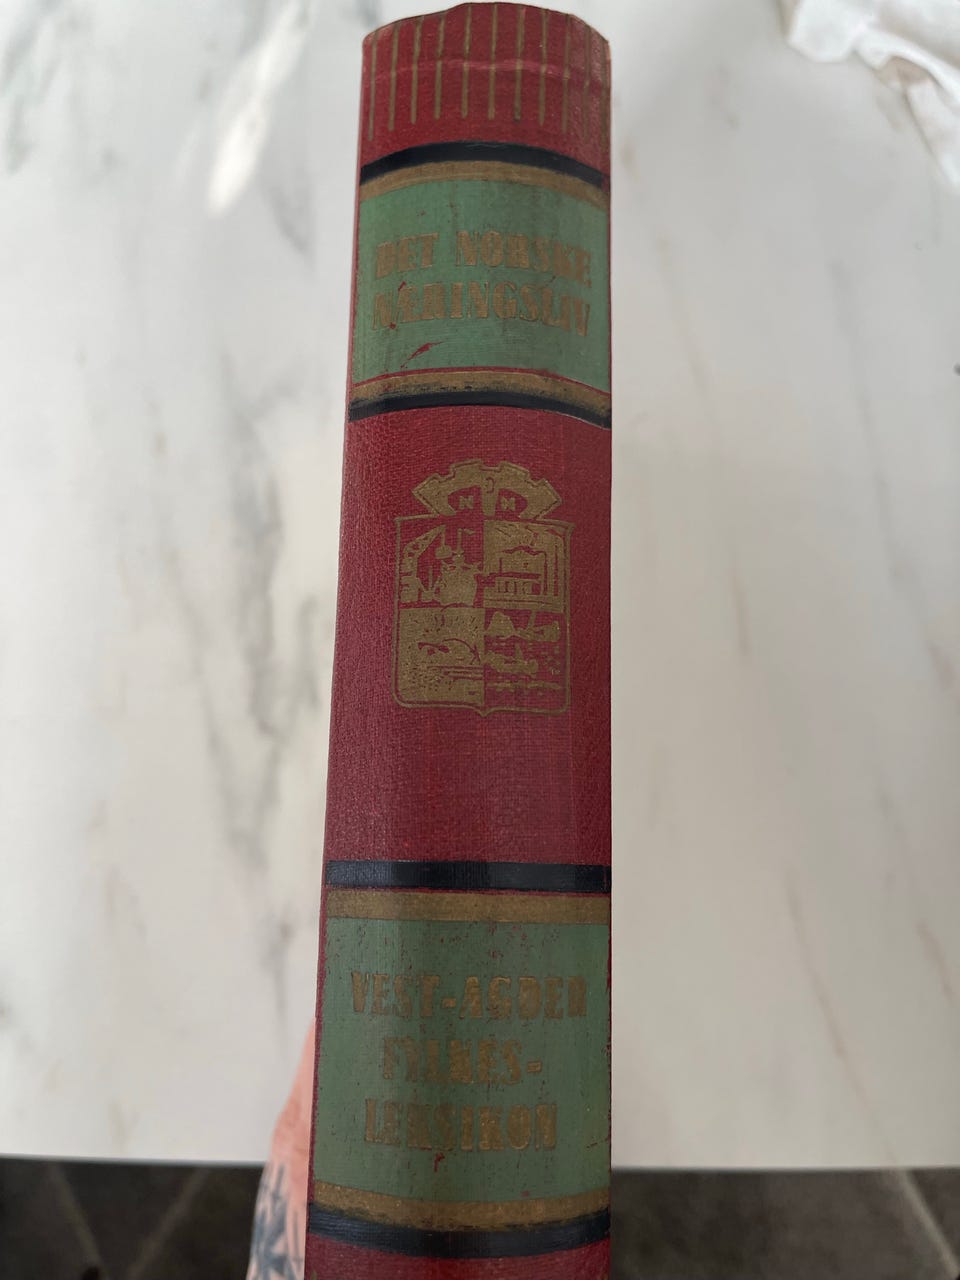 DET NORSKE
NÆRINGSLIV
N D N
VEST-AGDER
FYLKES-
LEKSIKON